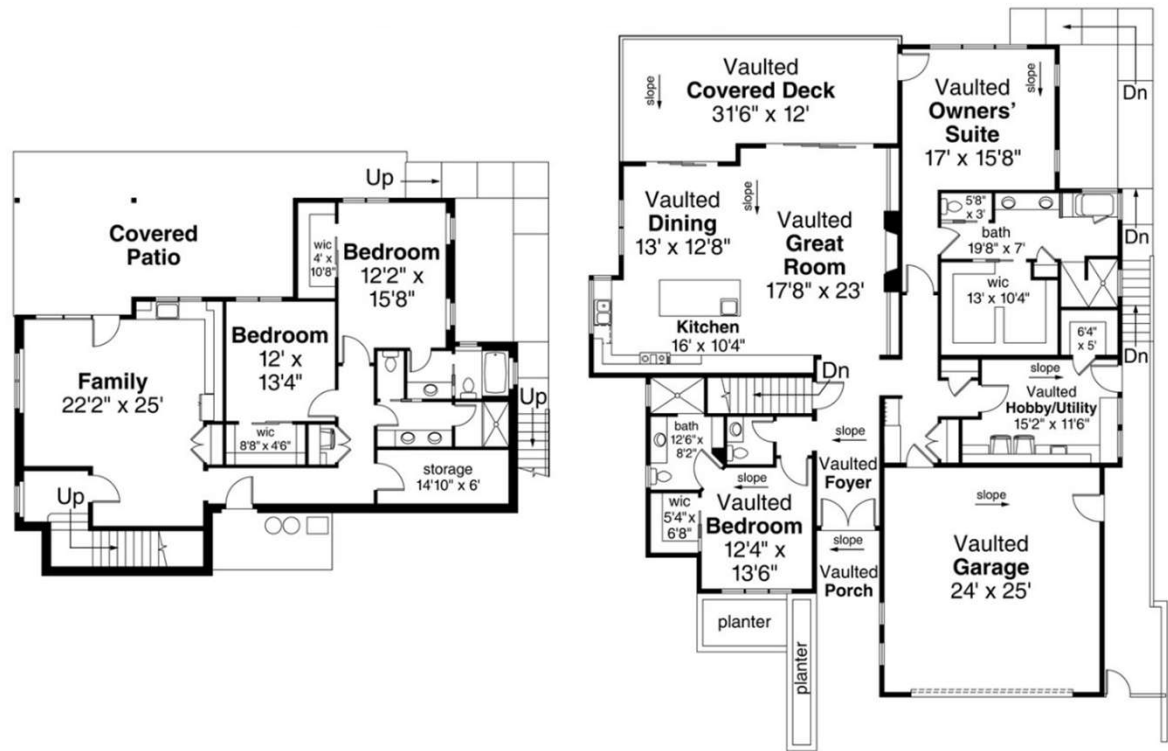 Up
Covered
Patio
wic
4' x
10'8"
Bedroom
12'2" x
15'8"
Bedroom
12' x
13'4"
Family
22'2" x 25'
wic
8'8" x 4'6"
Up
storage
14'10" x 6'
Up
Vaulted
Covered Deck
31'6" x 12'
slope
Vaulted
Owners'
Suite
17' x 15'8"
slope
Dn
Vaulted
Dining
13' x 12'8"
slope
Vaulted
Great
Room
17'8" x 23'
5'8"
x 3'
bath
19'8" x 7'
Dn
wic
13' x 10'4"
Kitchen
16' x 10'4"
6'4"
x 5'
Dn
Dn
slope
Vaulted
Hobby/Utility
15'2" x 11'6"
bath
12'6" x
8'2"
slope
Vaulted
Foyer
slope
Vaulted
Bedroom
12'4" x
13'6"
wic
5'4" x
6'8"
slope
Vaulted
Porch
slope
Vaulted
Garage
24' x 25'
planter
planter